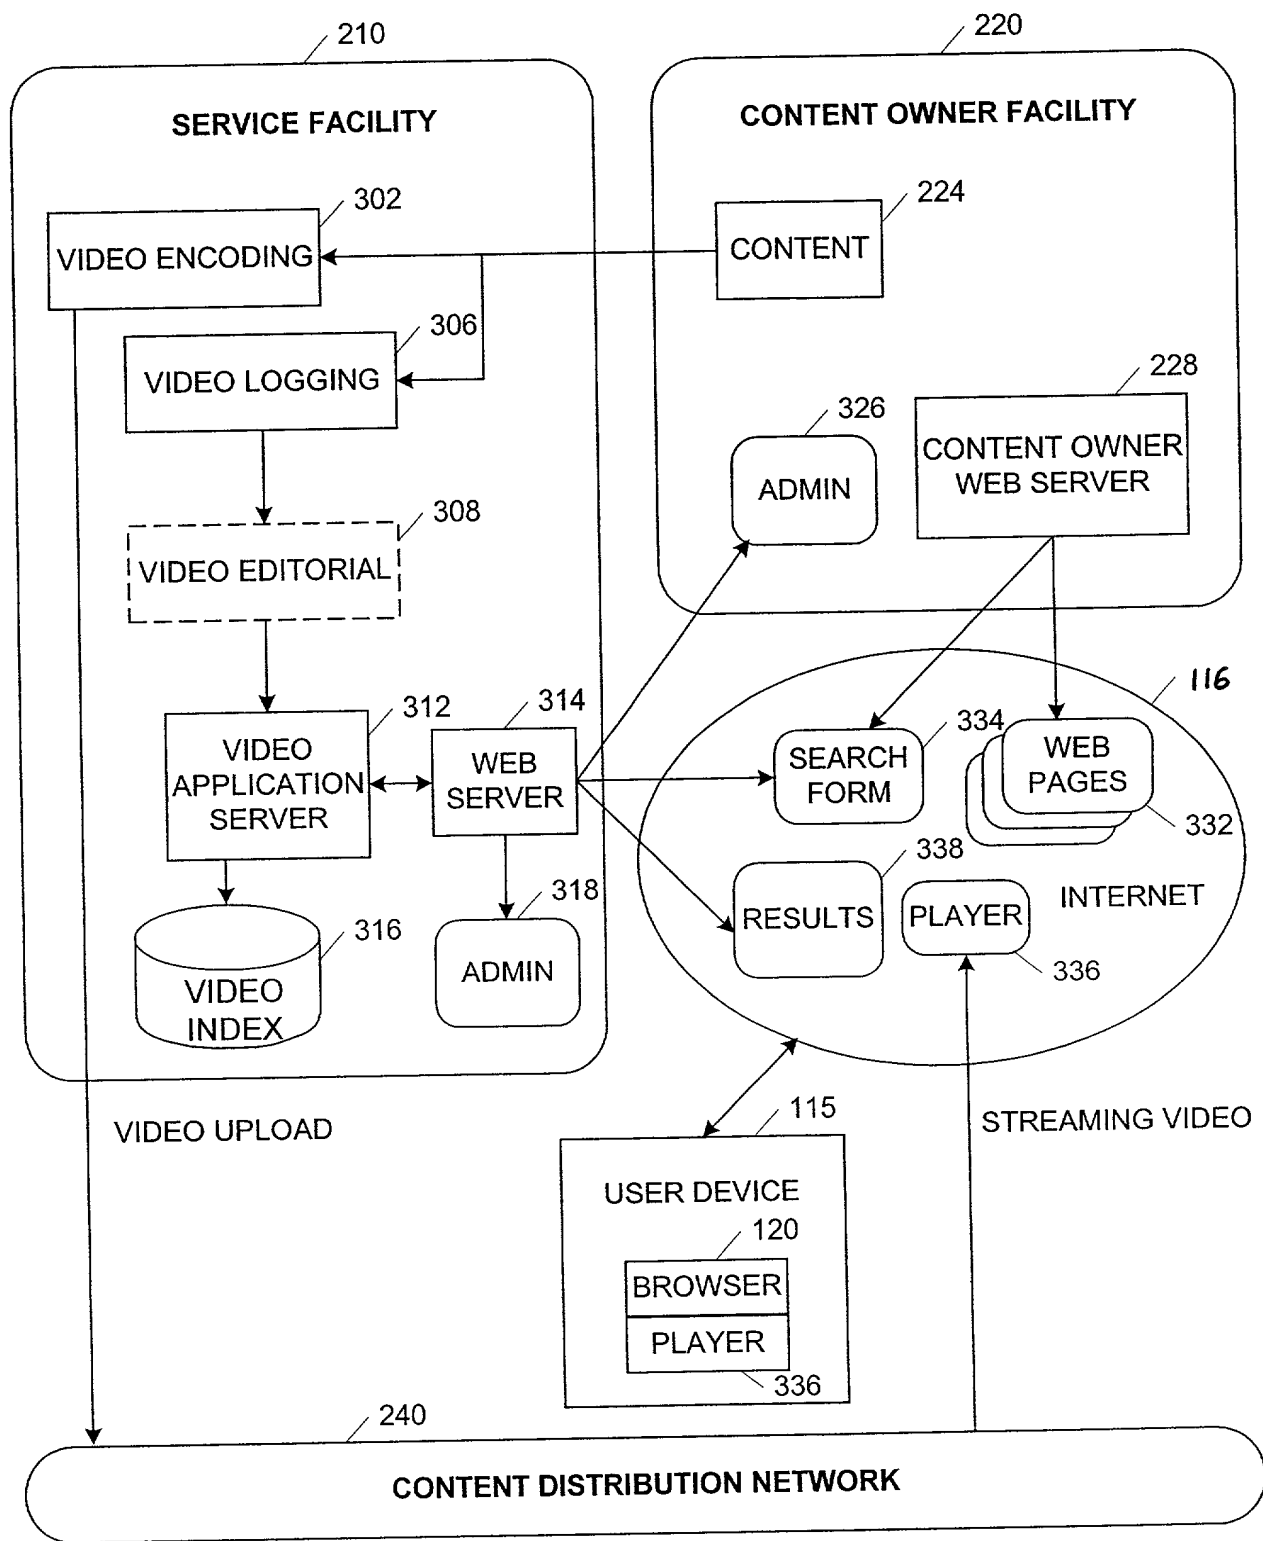 210
220
SERVICE FACILITY
CONTENT OWNER FACILITY
302
224
VIDEO ENCODING
CONTENT
306
VIDEO LOGGING
228
326
CONTENT OWNER
WEB SERVER
ADMIN
308
VIDEO EDITORIAL
116
312
314
334
VIDEO
APPLICATION
SERVER
WEB
SERVER
SEARCH
FORM
WEB
PAGES
332
338
318
316
RESULTS
PLAYER
INTERNET
336
ADMIN
VIDEO
INDEX
VIDEO UPLOAD
115
STREAMING VIDEO
USER DEVICE
120
BROWSER
PLAYER
336
240
CONTENT DISTRIBUTION NETWORK